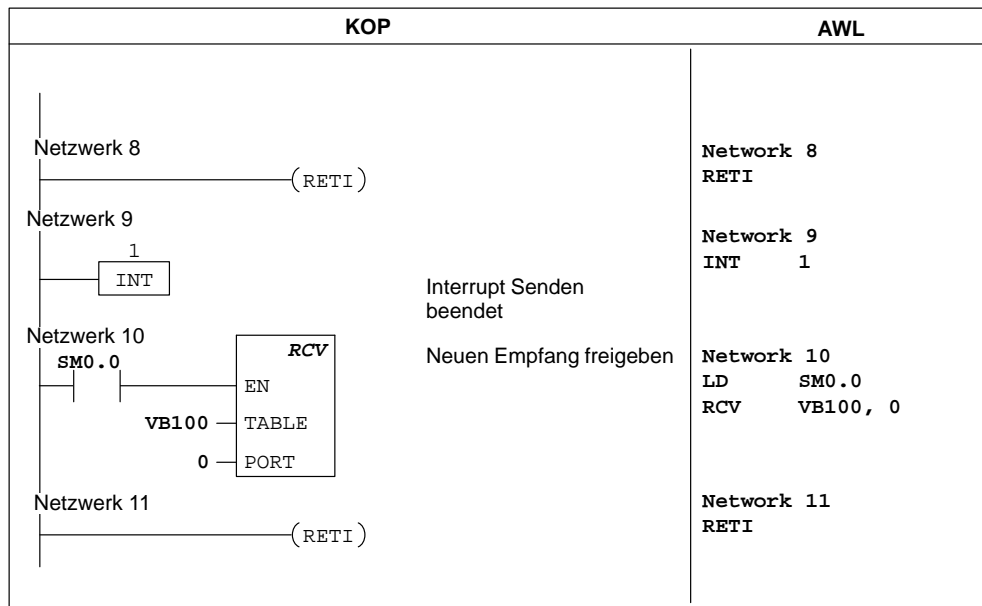 KOP
AWL
Netzwerk 8
(RETI)
Network 8
RETI
Netzwerk 9
1
INT
Interrupt Senden
beendet
Network 9
INT 1
Netzwerk 10
SM0.0
RCV
EN
VB100 TABLE
0 PORT
Neuen Empfang freigeben
Network 10
LD SM0.0
RCV VB100, 0
Netzwerk 11
(RETI)
Network 11
RETI